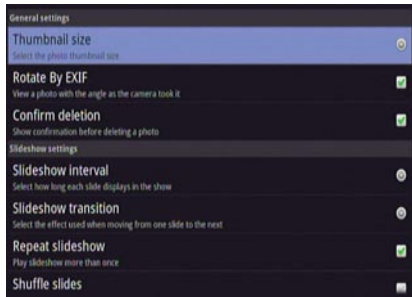 General settings
Thumbnail size
Select the photo thumbnail size
Rotate By EXIF
View a photo with the angle as the camera took it
Confirm deletion
Show confirmation before deleting a photo
Slideshow settings
Slideshow interval
Select how long each slide displays in the show
Slideshow transition
Select the effect used when moving from one slide to the next
Repeat slideshow
Play slideshow more than once
Shuffle slides